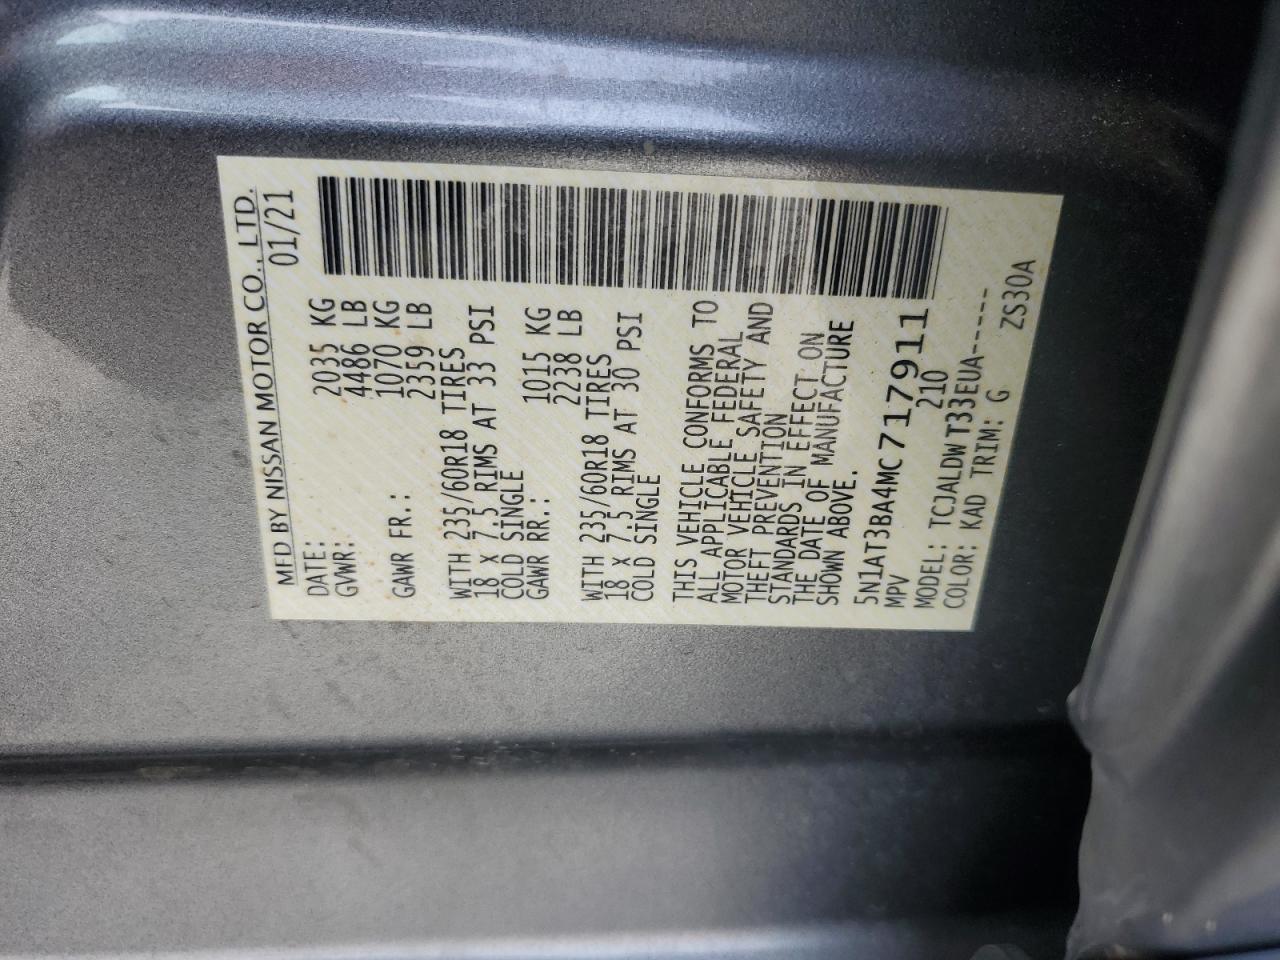 MFD BY NISSAN MOTOR CO., LTD.
DATE: 01/21
GVWR: 2035 KG
4486 LB
GAWR FR.: 1070 KG
2359 LB
WITH 235/60R18 TIRES
18 X 7.5 RIMS AT 33 PSI
COLD SINGLE
GAWR RR.: 1015 KG
2238 LB
WITH 235/60R18 TIRES
18 X 7.5 RIMS AT 30 PSI
COLD SINGLE
THIS VEHICLE CONFORMS TO
ALL APPLICABLE FEDERAL
MOTOR VEHICLE SAFETY AND
THEFT PREVENTION
STANDARDS IN EFFECT ON
THE DATE OF MANUFACTURE
SHOWN ABOVE.
5N1AT3BA4MC717911
MPV 210
MODEL: TCJALDWT33EUA-----
COLOR: KAD TRIM: G ZS30A